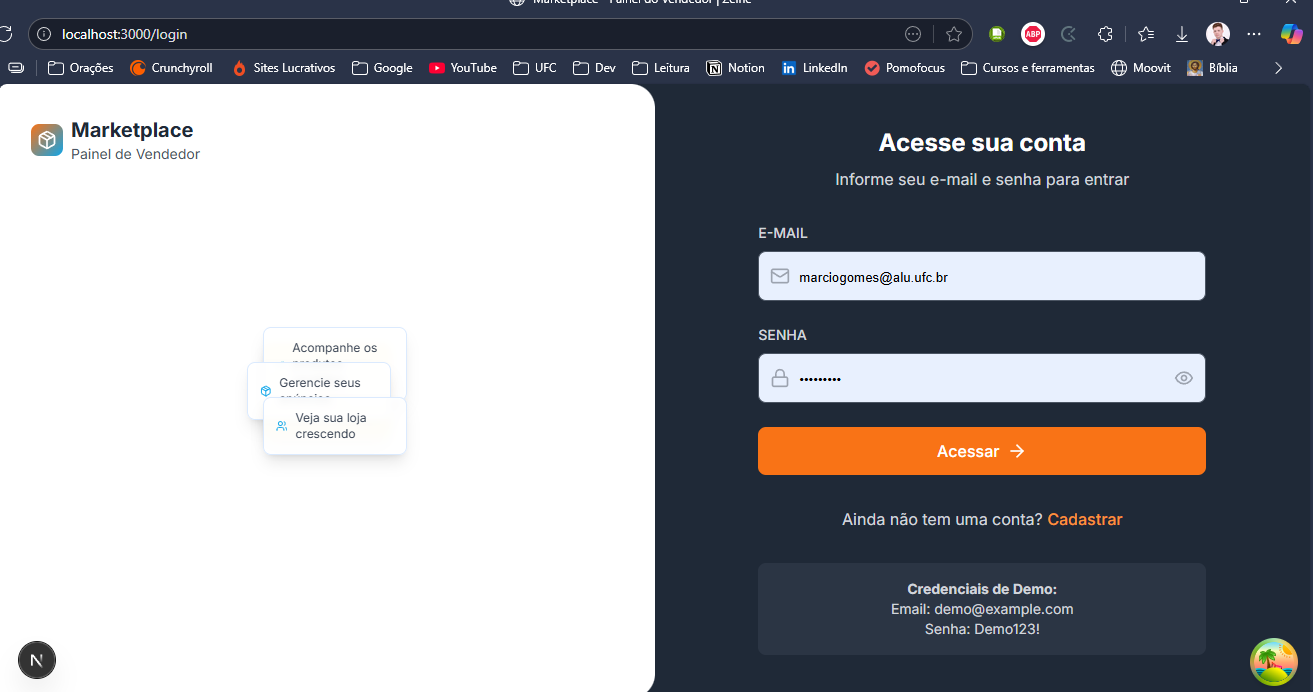 Marketplace - Painel do Vendedor | Zeine
localhost:3000/login
ABP
Orações
Crunchyroll
Sites Lucrativos
Google
YouTube
UFC
Dev
Leitura
Notion
LinkedIn
Pomofocus
Cursos e ferramentas
Moovit
Bíblia
Marketplace
Painel de Vendedor
Acompanhe os
produtos
Gerencie seus
anúncios
Veja sua loja
crescendo
N
Acesse sua conta
Informe seu e-mail e senha para entrar
E-MAIL
marciogomes@alu.ufc.br
SENHA
•••••••••
Acessar →
Ainda não tem uma conta? Cadastrar
Credenciais de Demo:
Email: demo@example.com
Senha: Demo123!